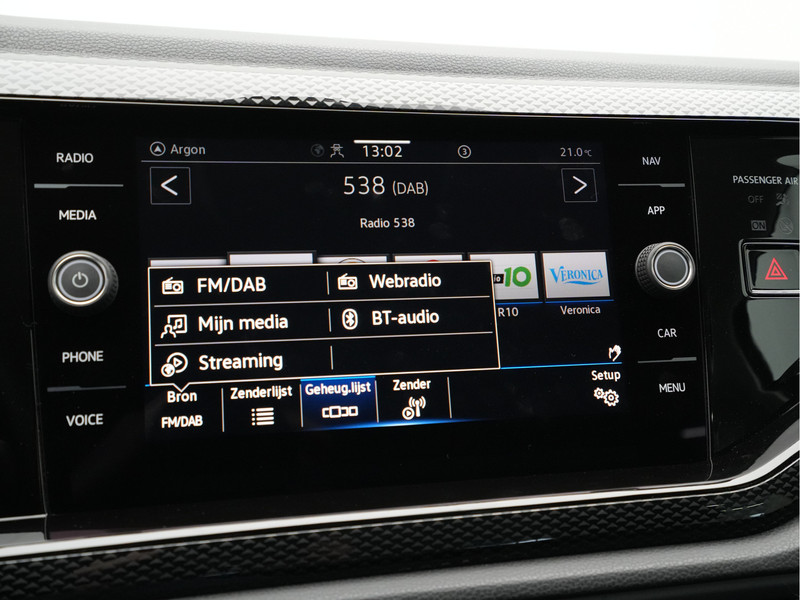 RADIO
MEDIA
PHONE
VOICE
Argon
13:02
3
21.0°C
538 (DAB)
Radio 538
10
VERONICA
R10
Veronica
FM/DAB
Webradio
Mijn media
BT-audio
Streaming
Bron
FM/DAB
Zenderlijst
Geheug.lijst
Zender
Setup
NAV
APP
CAR
MENU
PASSENGER AIR
OFF
ON